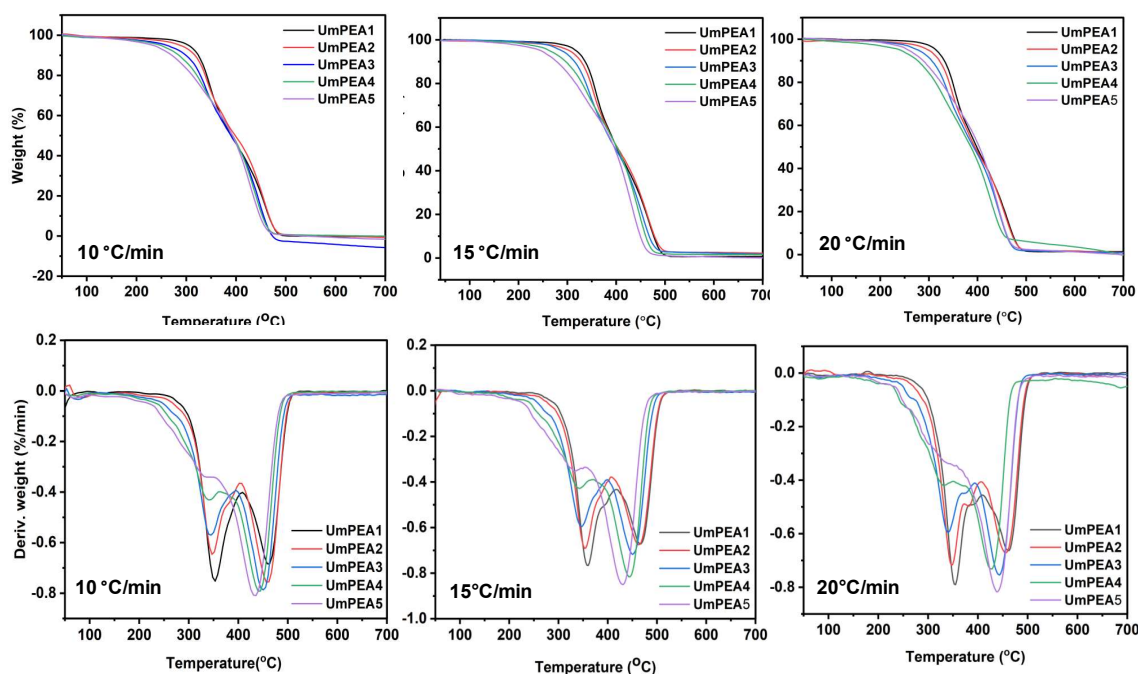 100
80
60
40
20
0
-20
Weight (%)
UmPEA1
UmPEA2
UmPEA3
UmPEA4
UmPEA5
10 °C/min
100 200 300 400 500 600 700
Temperature (OC)
100
80
60
40
20
0
UmPEA1
UmPEA2
UmPEA3
UmPEA4
UmPEA5
15 °C/min
100 200 300 400 500 600 700
Temperature (°C)
100
80
60
40
20
0
UmPEA1
UmPEA2
UmPEA3
UmPEA4
UmPEA5
20 °C/min
100 200 300 400 500 600 700
Temperature (°C)
0.2
0.0
-0.2
-0.4
-0.6
-0.8
Deriv. weight (%/min)
UmPEA1
UmPEA2
UmPEA3
UmPEA4
UmPEA5
10 °C/min
100 200 300 400 500 600 700
Temperature(°C)
0.2
0.0
-0.2
-0.4
-0.6
-0.8
-1.0
UmPEA1
UmPEA2
UmPEA3
UmPEA4
UmPEA5
15°C/min
100 200 300 400 500 600 700
Temperature (OC)
0.2
0.0
-0.2
-0.4
-0.6
-0.8
-1.0
UmPEA1
UmPEA2
UmPEA3
UmPEA4
UmPEA5
20°C/min
100 200 300 400 500 600 700
Temperature (°C)